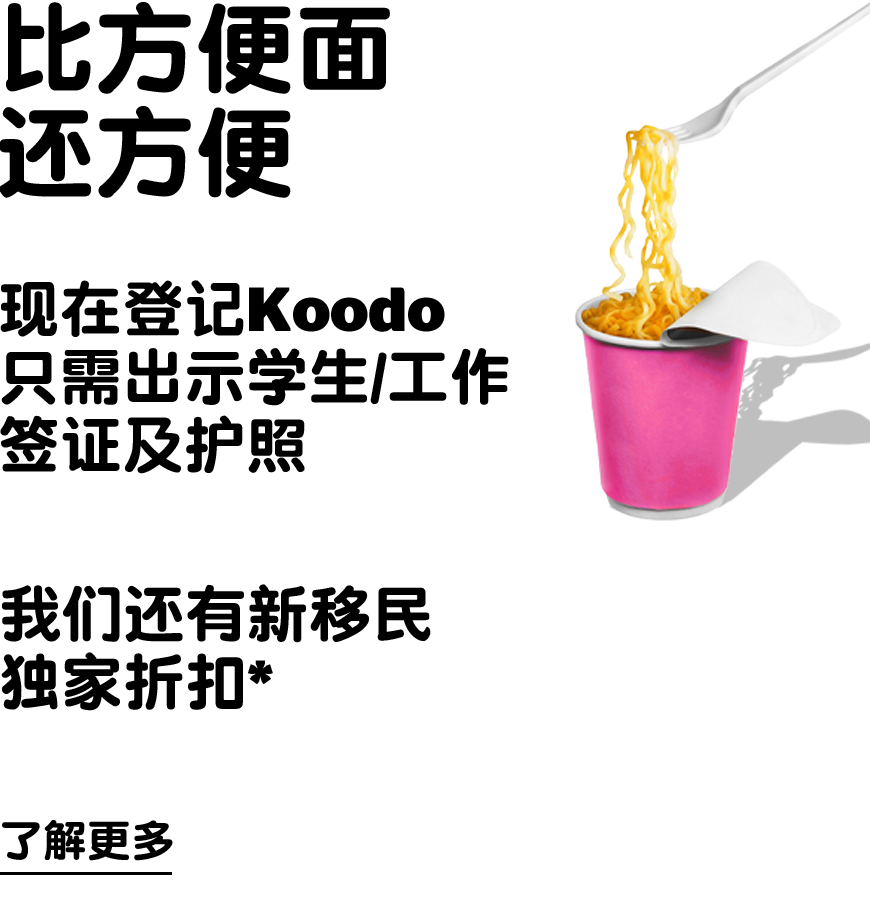 比方便面
还方便
现在登记Koodo
只需出示学生/工作
签证及护照
我们还有新移民
独家折扣*
了解更多